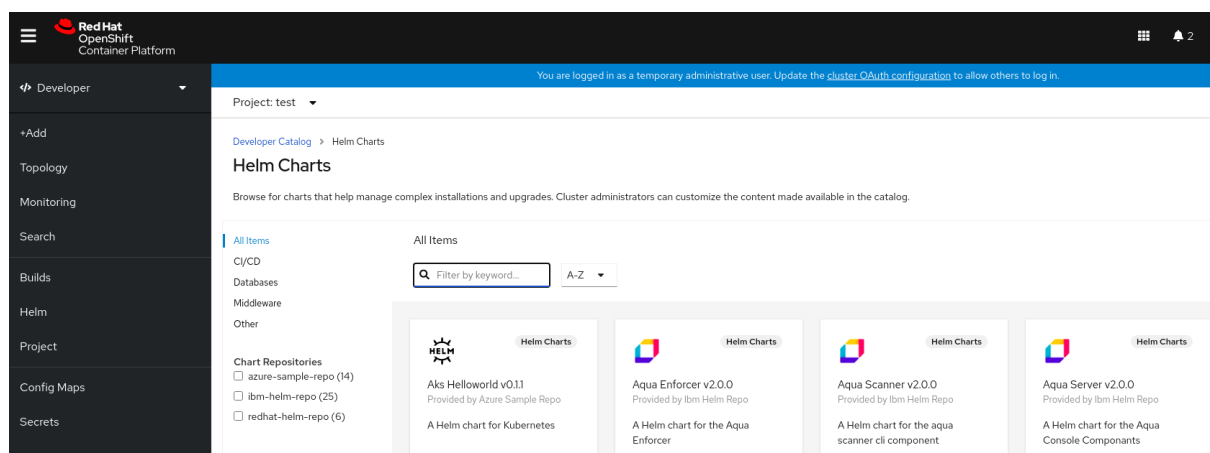 Red Hat
OpenShift
Container Platform
2
Developer
You are logged in as a temporary administrative user. Update the cluster OAuth configuration to allow others to log in.
Project: test
+Add
Topology
Monitoring
Search
Builds
Helm
Project
Config Maps
Secrets
Developer Catalog > Helm Charts
Helm Charts
Browse for charts that help manage complex installations and upgrades. Cluster administrators can customize the content made available in the catalog.
All Items
CI/CD
Databases
Middleware
Other
Chart Repositories
azure-sample-repo (14)
ibm-helm-repo (25)
redhat-helm-repo (6)
All Items
Filter by keyword...
A-Z
HELM
Helm Charts
Aks Helloworld v0.1.1
Provided by Azure Sample Repo
A Helm chart for Kubernetes
Helm Charts
Aqua Enforcer v2.0.0
Provided by Ibm Helm Repo
A Helm chart for the Aqua
Enforcer
Helm Charts
Aqua Scanner v2.0.0
Provided by Ibm Helm Repo
A Helm chart for the aqua
scanner cli component
Helm Charts
Aqua Server v2.0.0
Provided by Ibm Helm Repo
A Helm chart for the Aqua
Console Componants